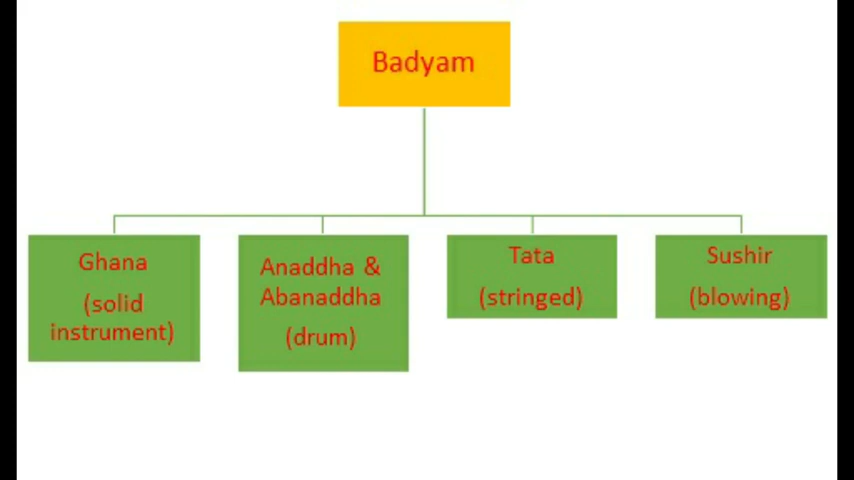 Badyam
Ghana
(solid
instrument)
Anaddha &
Abanaddha
(drum)
Tata
(stringed)
Sushir
(blowing)